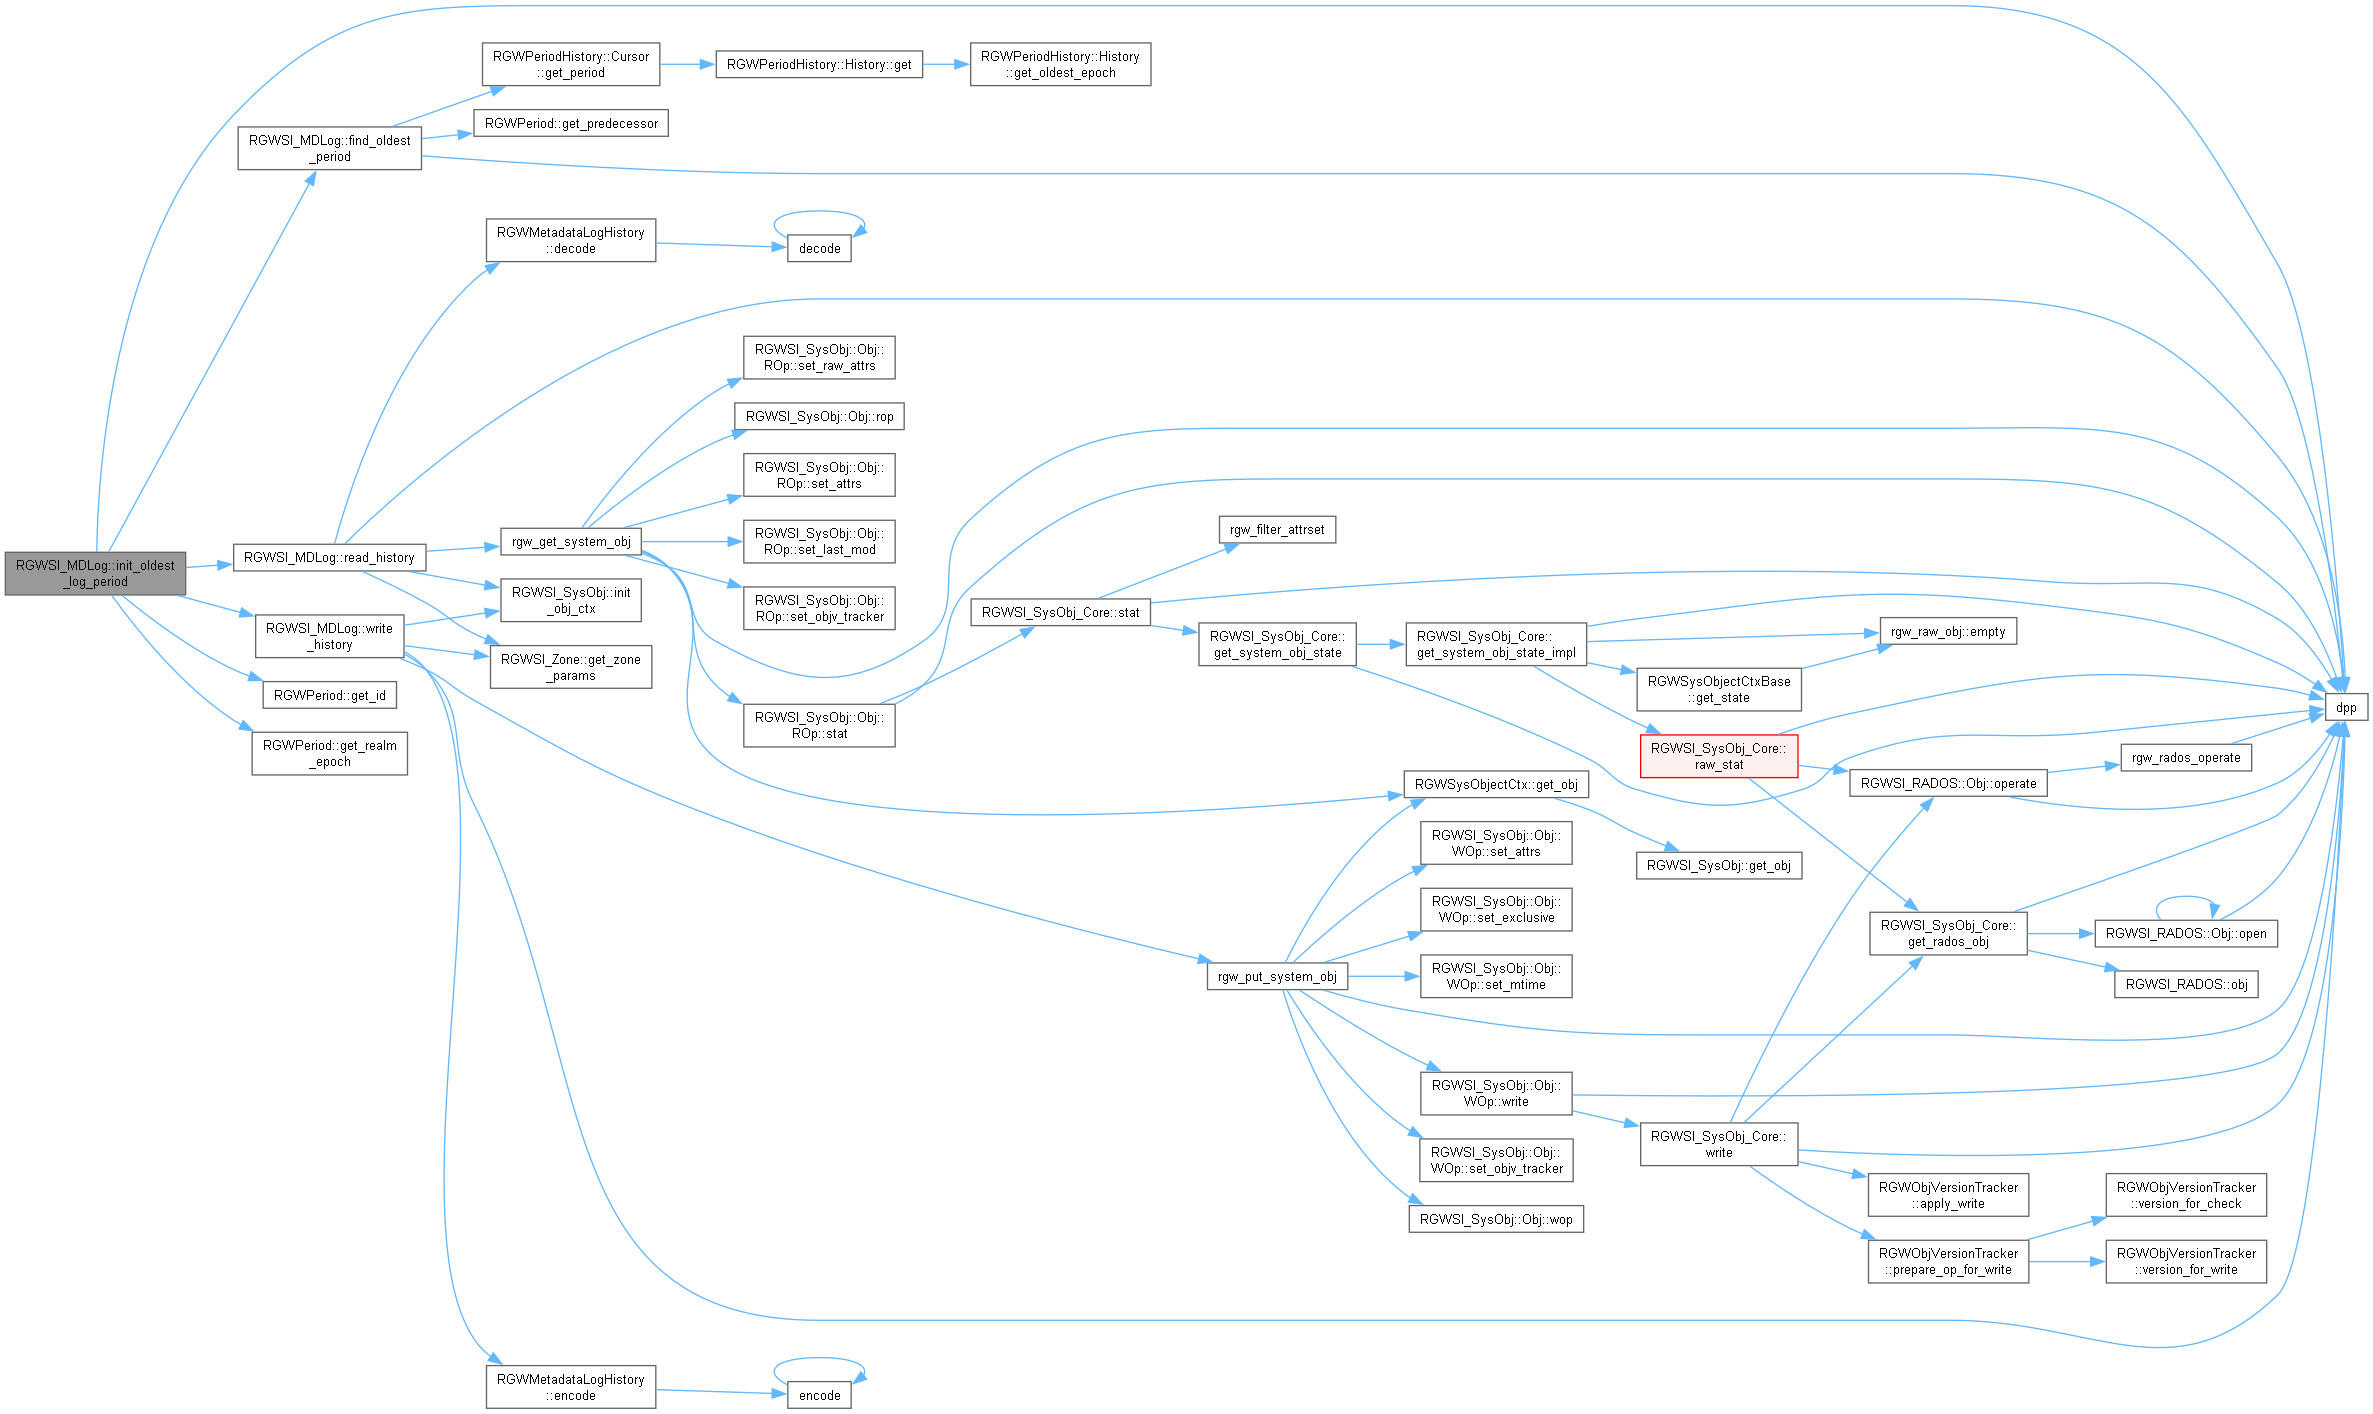 RGWSI_MDLog::init_oldest
_log_period
RGWSI_MDLog::find_oldest
_period
RGWSI_MDLog::read_history
RGWSI_MDLog::write
_history
RGWPeriod::get_id
RGWPeriod::get_realm
_epoch
RGWPeriodHistory::Cursor
::get_period
RGWPeriod::get_predecessor
RGWMetadataLogHistory
::decode
rgw_get_system_obj
RGWSI_SysObj::init
_obj_ctx
RGWSI_Zone::get_zone
_params
RGWMetadataLogHistory
::encode
RGWPeriodHistory::History::get
decode
RGWSI_SysObj::Obj::
ROp::set_raw_attrs
RGWSI_SysObj::Obj::rop
RGWSI_SysObj::Obj::
ROp::set_attrs
RGWSI_SysObj::Obj::
ROp::set_last_mod
RGWSI_SysObj::Obj::
ROp::set_objv_tracker
RGWSI_SysObj::Obj::
ROp::stat
encode
RGWPeriodHistory::History
::get_oldest_epoch
RGWSI_SysObj_Core::stat
rgw_filter_attrset
RGWSI_SysObj_Core::
get_system_obj_state
rgw_put_system_obj
RGWSI_SysObj_Core::
get_system_obj_state_impl
RGWSysObjectCtx::get_obj
RGWSI_SysObj::Obj::
WOp::set_attrs
RGWSI_SysObj::Obj::
WOp::set_exclusive
RGWSI_SysObj::Obj::
WOp::set_mtime
RGWSI_SysObj::Obj::
WOp::write
RGWSI_SysObj::Obj::
WOp::set_objv_tracker
RGWSI_SysObj::Obj::wop
rgw_raw_obj::empty
RGWSysObjectCtxBase
::get_state
RGWSI_SysObj_Core::
raw_stat
RGWSI_SysObj::get_obj
RGWSI_SysObj_Core::
write
RGWSI_RADOS::Obj::operate
RGWSI_SysObj_Core::
get_rados_obj
RGWObjVersionTracker
::apply_write
RGWObjVersionTracker
::prepare_op_for_write
rgw_rados_operate
RGWSI_RADOS::Obj::open
RGWSI_RADOS::obj
RGWObjVersionTracker
::version_for_check
RGWObjVersionTracker
::version_for_write
dpp